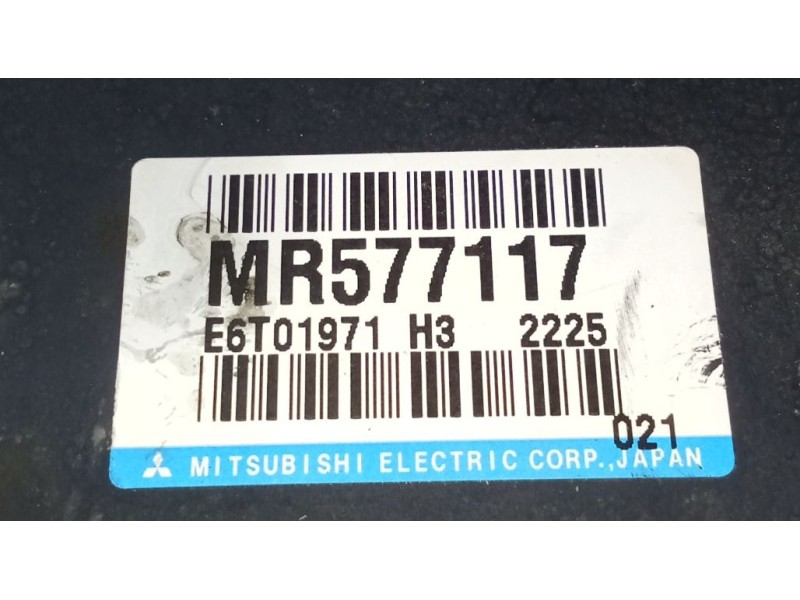 MR577117
E6T01971 H3 2225
021
MITSUBISHI ELECTRIC CORP.,JAPAN